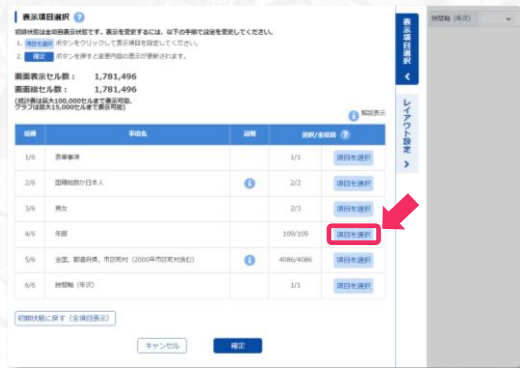 表示項目選択 ?
初期状態は全項目表示状態です。表示を変更するには、以下の手順で設定を変更してください。
1. 項目を選択 ボタンをクリックして表示項目を設定してください。
2. 確定 ボタンを押すと変更内容の表示が更新されます。
画面表示セル数： 1,781,496
画面総セル数： 1,781,496
(統計表は最大100,000セルまで表示可能、
グラフは最大15,000セルまで表示可能)
解説表示
段構 事項名 説明 選択/全項目 ?
1/6 表章事項 1/1 項目を選択
2/6 国籍総数か日本人 2/2 項目を選択
3/6 男女 2/3 項目を選択
4/6 年齢 109/109 項目を選択
5/6 全国，都道府県，市区町村（2000年市区町村含む） 4086/4086 項目を選択
6/6 時間軸（年次） 1/1 項目を選択
初期状態に戻す（全項目表示）
キャンセル 確定
表示項目選択
レイアウト設定
時間軸（年次）